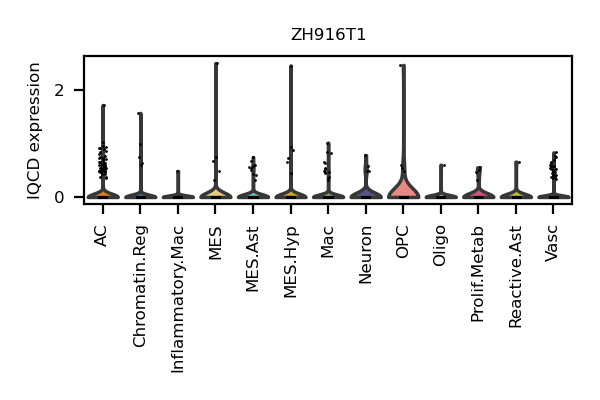 ZH916T1
IQCD expression
2
0
AC
Chromatin.Reg
Inflammatory.Mac
MES
MES.Ast
MES.Hyp
Mac
Neuron
OPC
Oligo
Prolif.Metab
Reactive.Ast
Vasc